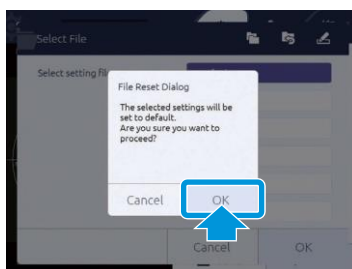 Select File
Select setting fil
File Reset Dialog
The selected settings will be
set to default.
Are you sure you want to
proceed?
Cancel
OK
Cancel
OK